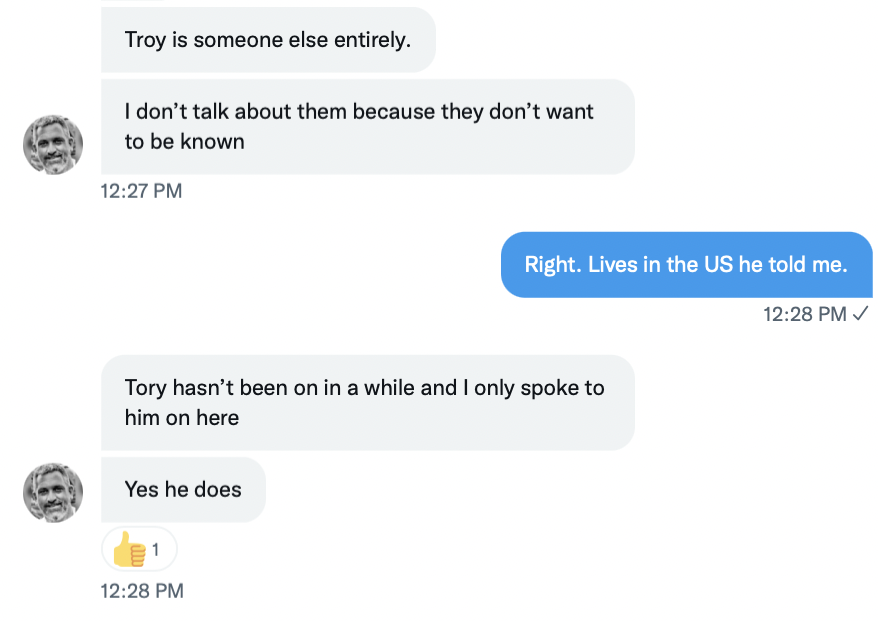 Troy is someone else entirely.
I don’t talk about them because they don’t want
to be known
12:27 PM
Right. Lives in the US he told me.
12:28 PM ✓
Tory hasn’t been on in a while and I only spoke to
him on here
Yes he does
👍 1
12:28 PM